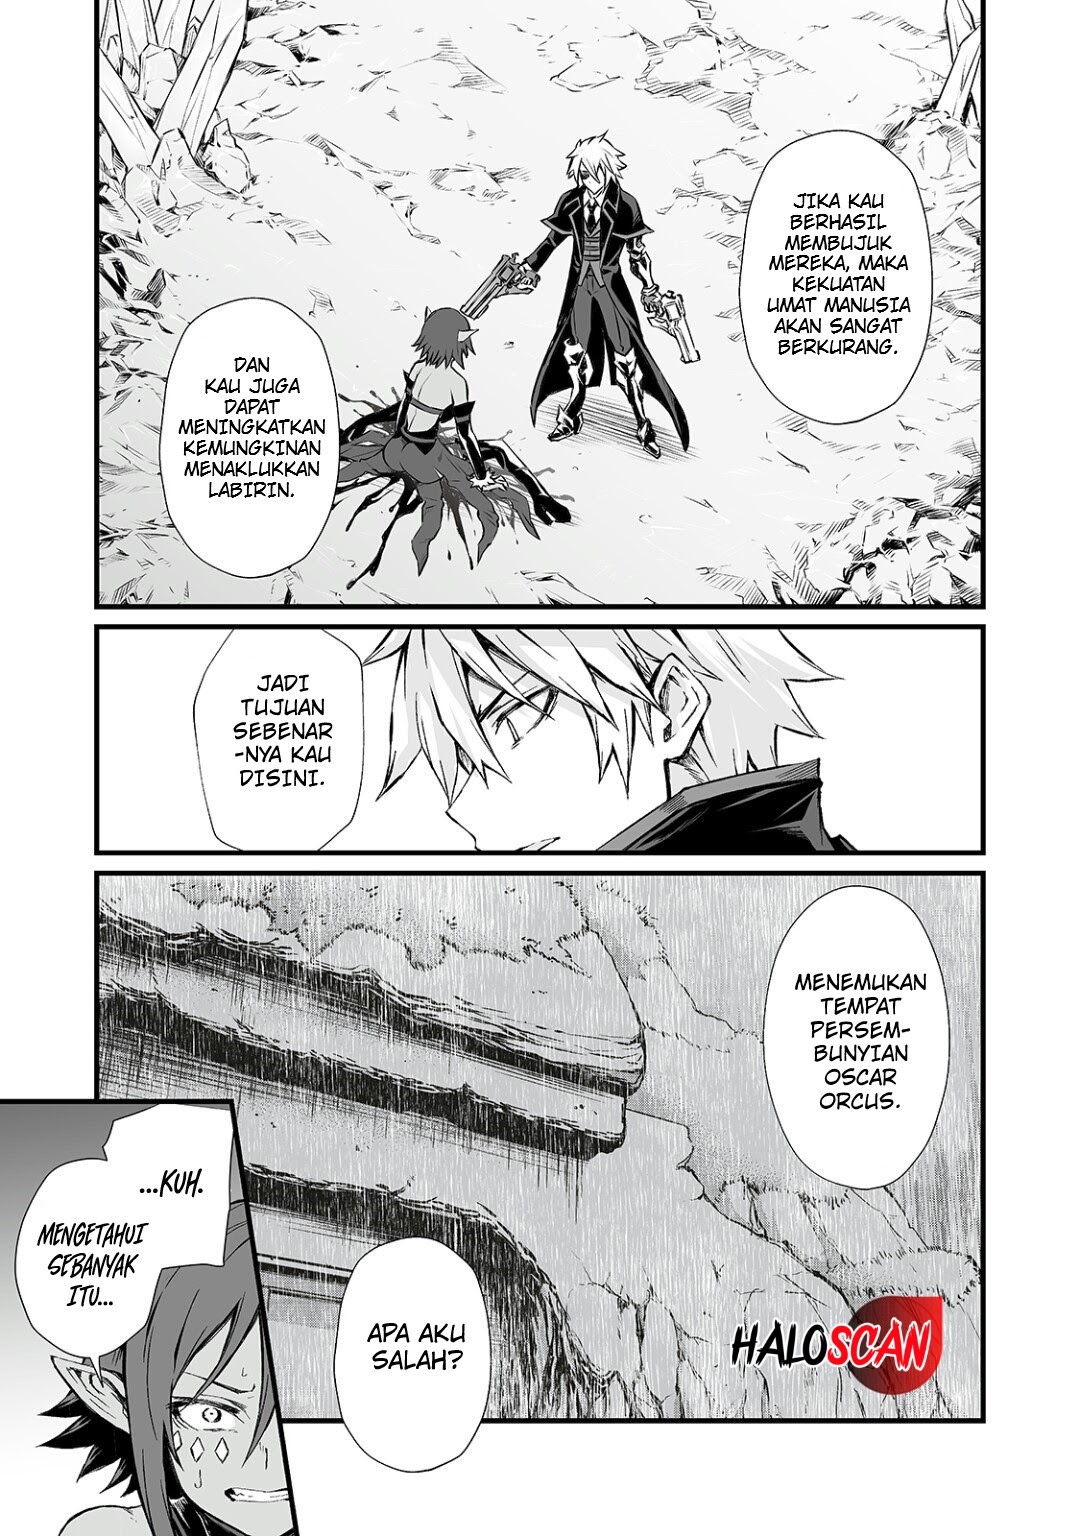 JIKA KAU
BERHASIL
MEMBUJUK
MEREKA, MAKA
KEKUATAN
UMAT MANUSIA
AKAN SANGAT
BERKURANG.
DAN
KAU JUGA
DAPAT
MENINGKATKAN
KEMUNGKINAN
MENAKLUKKAN
LABIRIN.
JADI
TUJUAN
SEBENAR
-NYA KAU
DISINI.
MENEMUKAN
TEMPAT
PERSEM-
BUNYIAN
OSCAR
ORCUS.
APA AKU
SALAH?
...KUH.
MENGETAHUI
SEBANYAK
ITU...
HALOSCAN